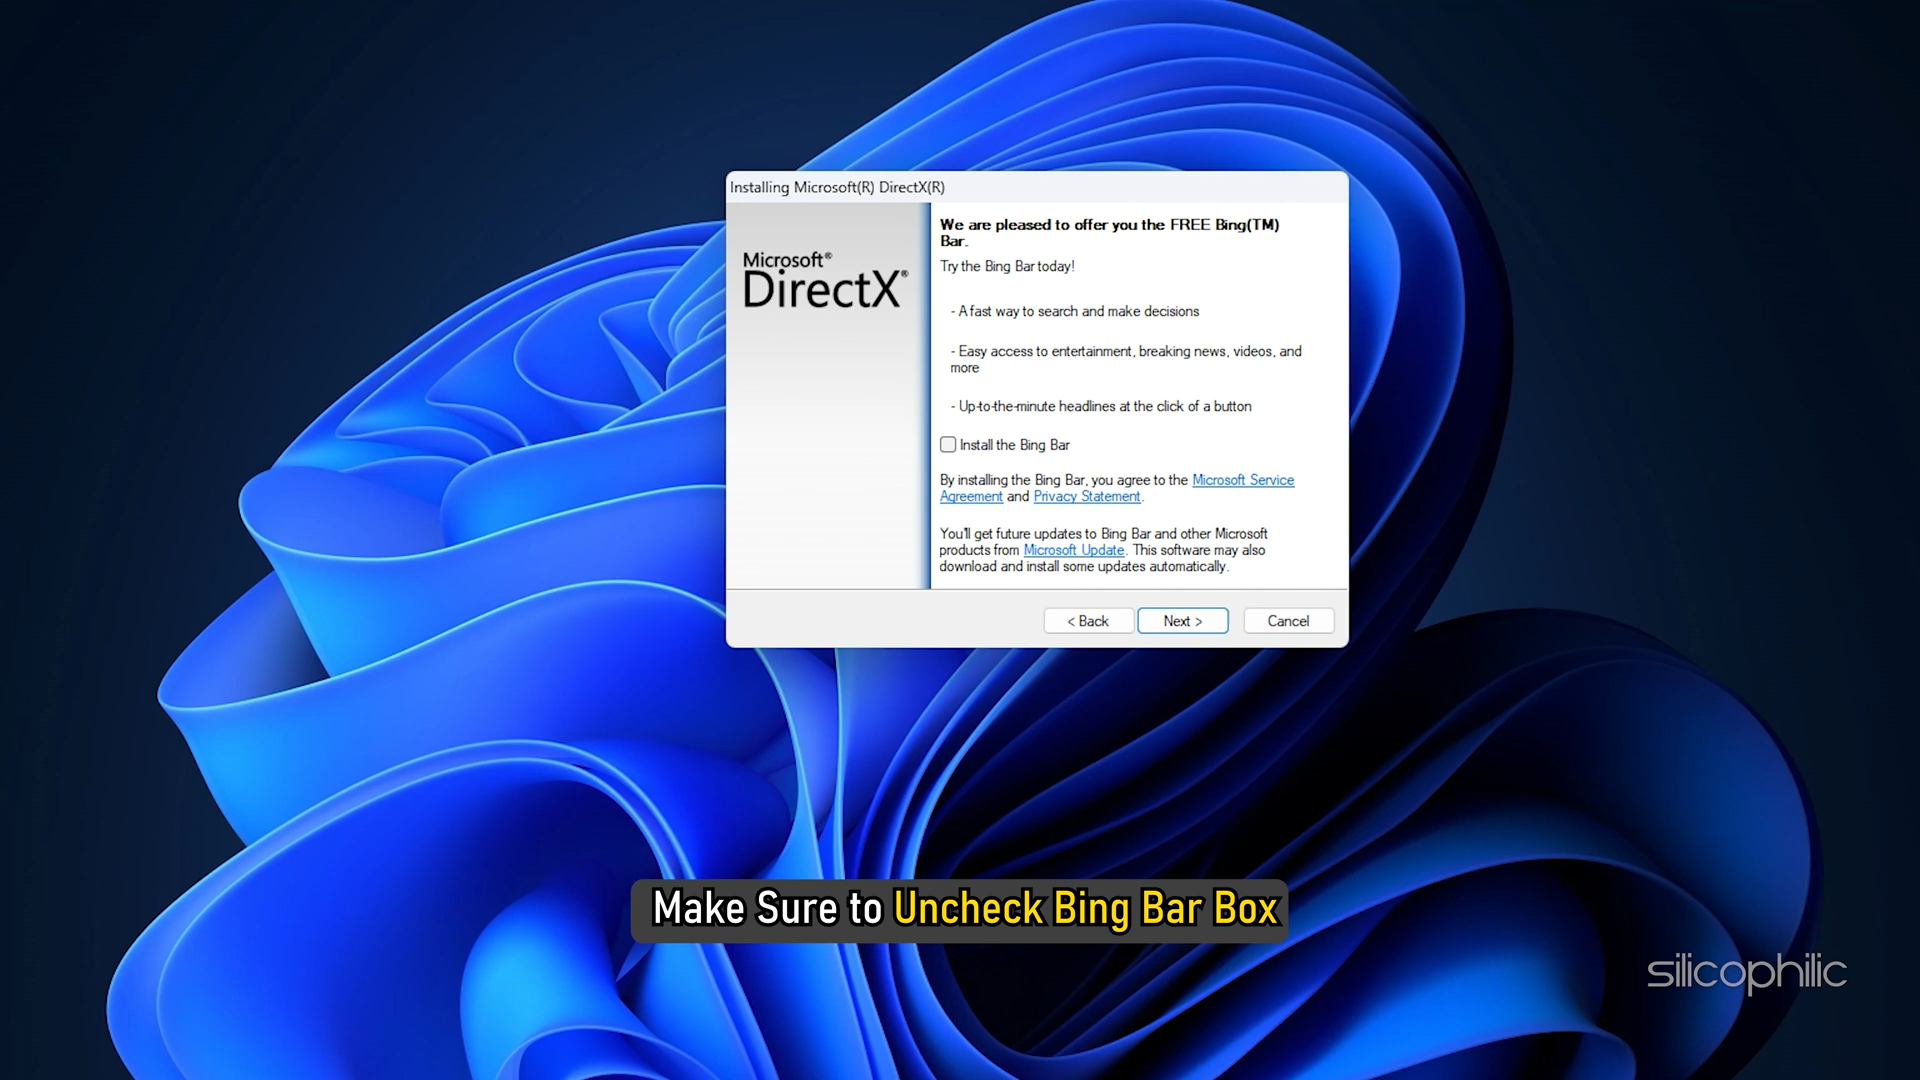 Installing Microsoft(R) DirectX(R)
Microsoft®
DirectX®
We are pleased to offer you the FREE Bing(TM)
Bar.
Try the Bing Bar today!
- A fast way to search and make decisions
- Easy access to entertainment, breaking news, videos, and
more
- Up-to-the-minute headlines at the click of a button
Install the Bing Bar
By installing the Bing Bar, you agree to the Microsoft Service
Agreement and Privacy Statement.
You'll get future updates to Bing Bar and other Microsoft
products from Microsoft Update. This software may also
download and install some updates automatically.
< Back
Next >
Cancel
Make Sure to Uncheck Bing Bar Box
silicophilic